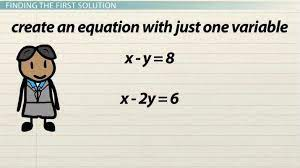 FINDING THE FIRST SOLUTION
create an equation with just one variable
x - y = 8
x - 2y = 6